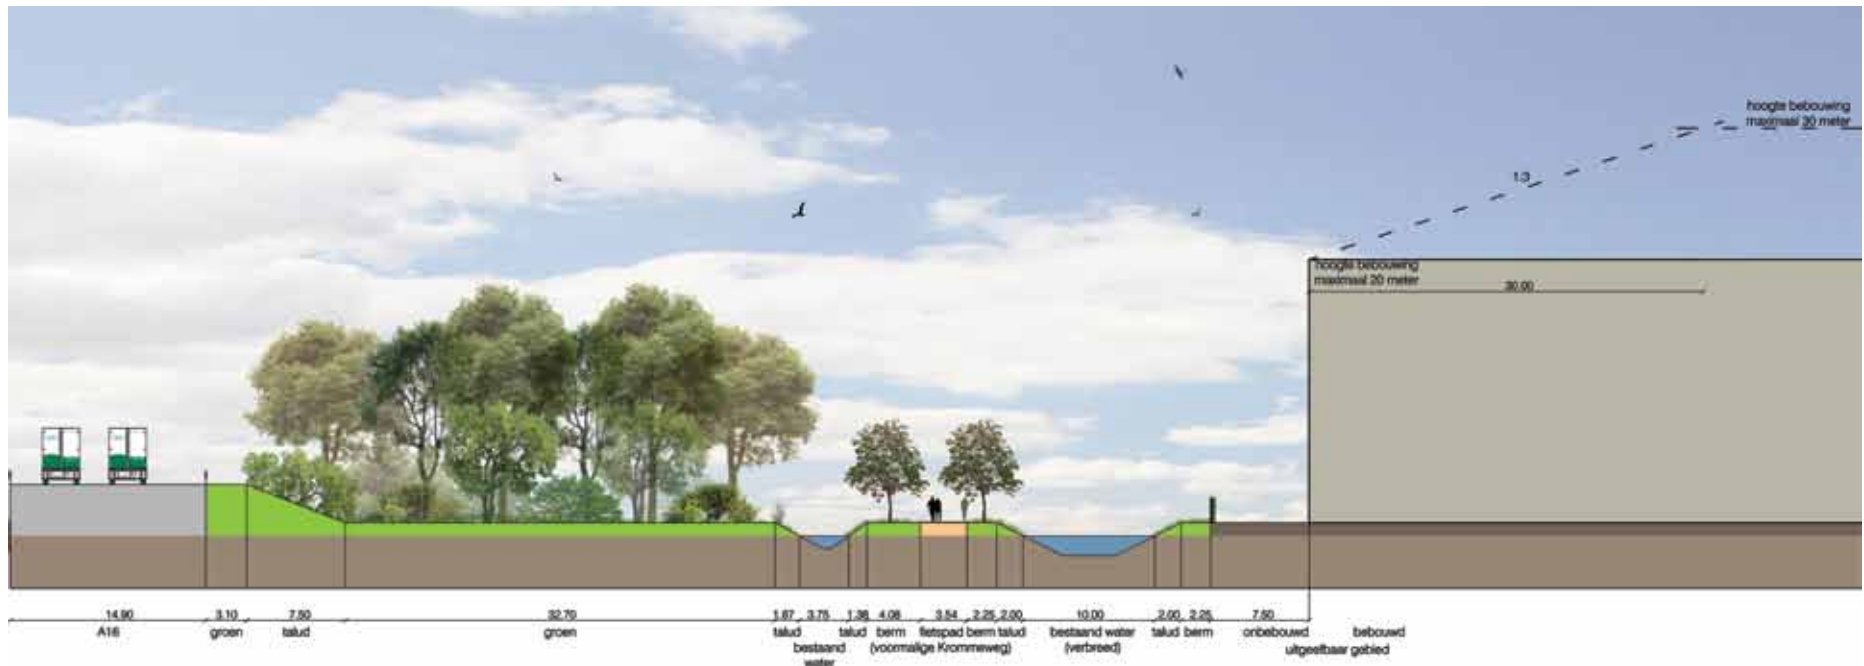 hoogte bebouwing
maximaal 30 meter
1:3
hoogte bebouwing
maximaal 20 meter
30.00
14.90 3.10 7.50 32.70 1.87 3.75 1.38 4.08 3.54 2.25 2.00 10.00 2.00 2.25 7.50
A16 groen talud groen talud talud berm fietspad berm talud bestaand water talud berm onbebouwd bebouwd
bestaand (voormalige Krommeweg) (verbreed) uitgeefbaar gebied
water